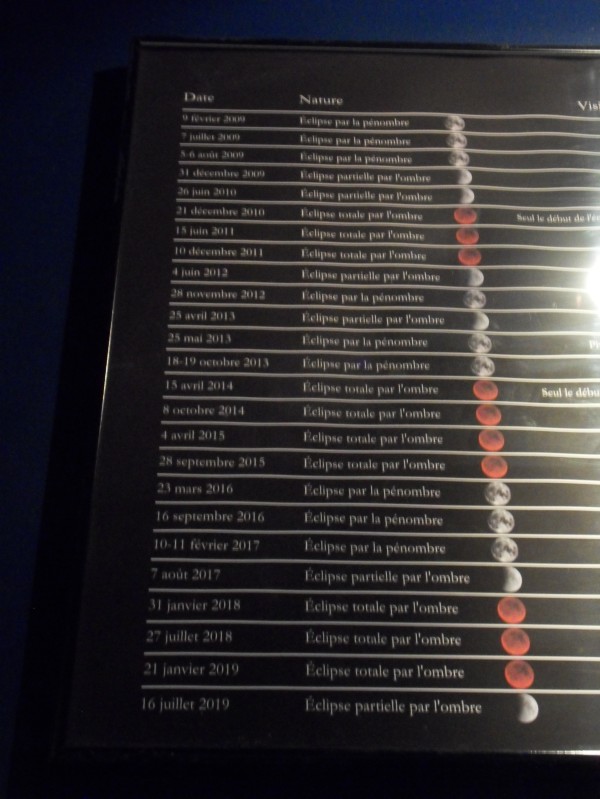 Date Nature
9 février 2009 Éclipse par la pénombre
7 juillet 2009 Éclipse par la pénombre
5-6 août 2009 Éclipse par la pénombre
31 décembre 2009 Éclipse partielle par l'ombre
26 juin 2010 Éclipse partielle par l'ombre
21 décembre 2010 Éclipse totale par l'ombre Seul le début de
15 juin 2011 Éclipse totale par l'ombre
10 décembre 2011 Éclipse totale par l'ombre
4 juin 2012 Éclipse partielle par l'ombre
28 novembre 2012 Éclipse par la pénombre
25 avril 2013 Éclipse partielle par l'ombre
25 mai 2013 Éclipse par la pénombre
18-19 octobre 2013 Éclipse par la pénombre
15 avril 2014 Éclipse totale par l'ombre Seul le
8 octobre 2014 Éclipse totale par l'ombre
4 avril 2015 Éclipse totale par l'ombre
28 septembre 2015 Éclipse totale par l'ombre
23 mars 2016 Éclipse par la pénombre
16 septembre 2016 Éclipse par la pénombre
10-11 février 2017 Éclipse par la pénombre
7 août 2017 Éclipse partielle par l'ombre
31 janvier 2018 Éclipse totale par l'ombre
27 juillet 2018 Éclipse totale par l'ombre
21 janvier 2019 Éclipse totale par l'ombre
16 juillet 2019 Éclipse partielle par l'ombre